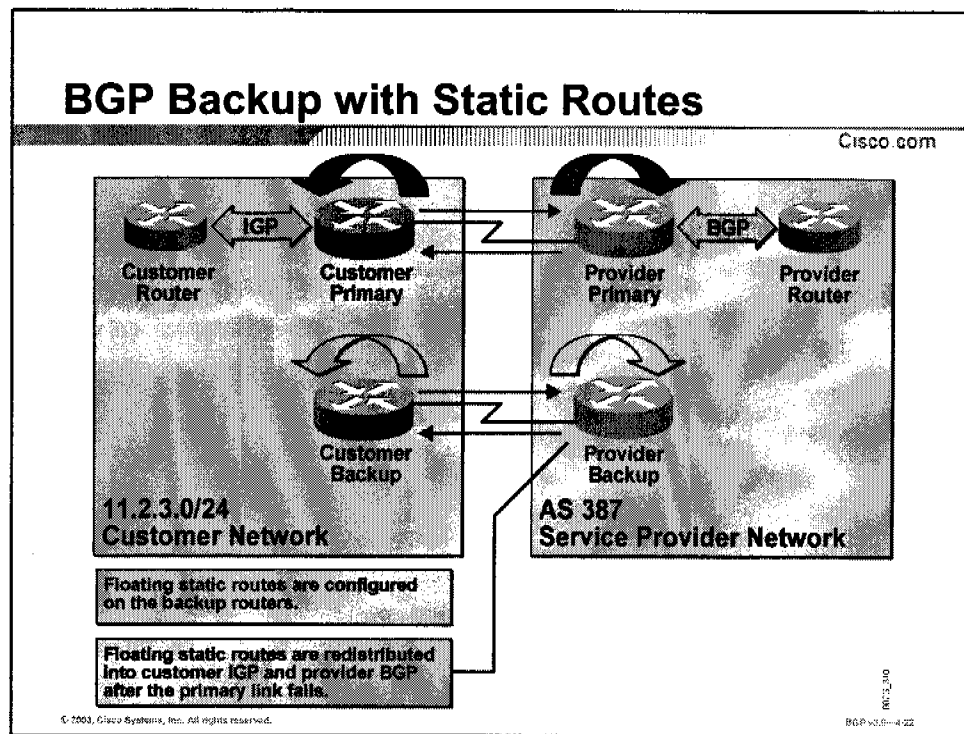 BGP Backup with Static Routes
Cisco.com
IGP
BGP
Customer
Router
Customer
Primary
Provider
Primary
Provider
Router
Customer
Backup
Provider
Backup
11.2.3.0/24
Customer Network
AS 387
Service Provider Network
Floating static routes are configured
on the backup routers.
Floating static routes are redistributed
into customer IGP and provider BGP
after the primary link fails.
© 2003, Cisco Systems, Inc. All rights reserved.